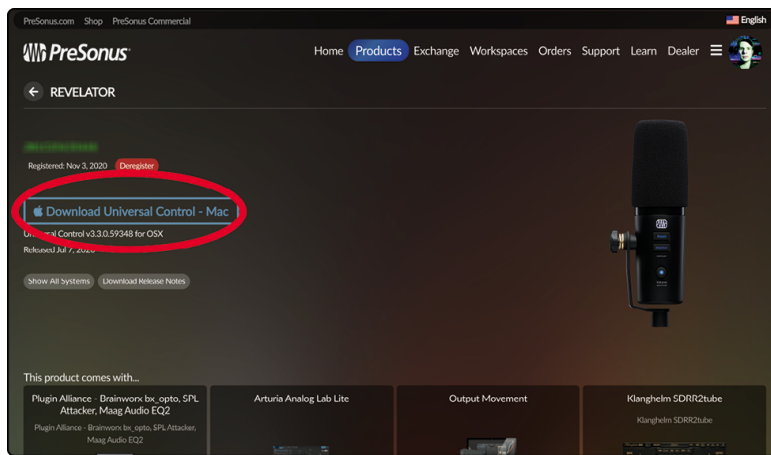 PreSonus.com Shop PreSonus Commercial English
PreSonus
Home Products Exchange Workspaces Orders Support Learn Dealer
REVELATOR
Registered: Nov 3, 2020 Deregister
Download Universal Control - Mac
Control v3.3.0.59348 for OSX
Released Jul 7, 2020
Show All Systems Download Release Notes
This product comes with...
Plugin Alliance - Brainworx bx_opto, SPL
Attacker, Maag Audio EQ2
Plugin Alliance - Brainworx bx_opto, SPL Attacker,
Maag Audio EQ2
Arturia Analog Lab Lite
Output Movement
Klanghelm SDRR2tube
Klanghelm SDRR2tube